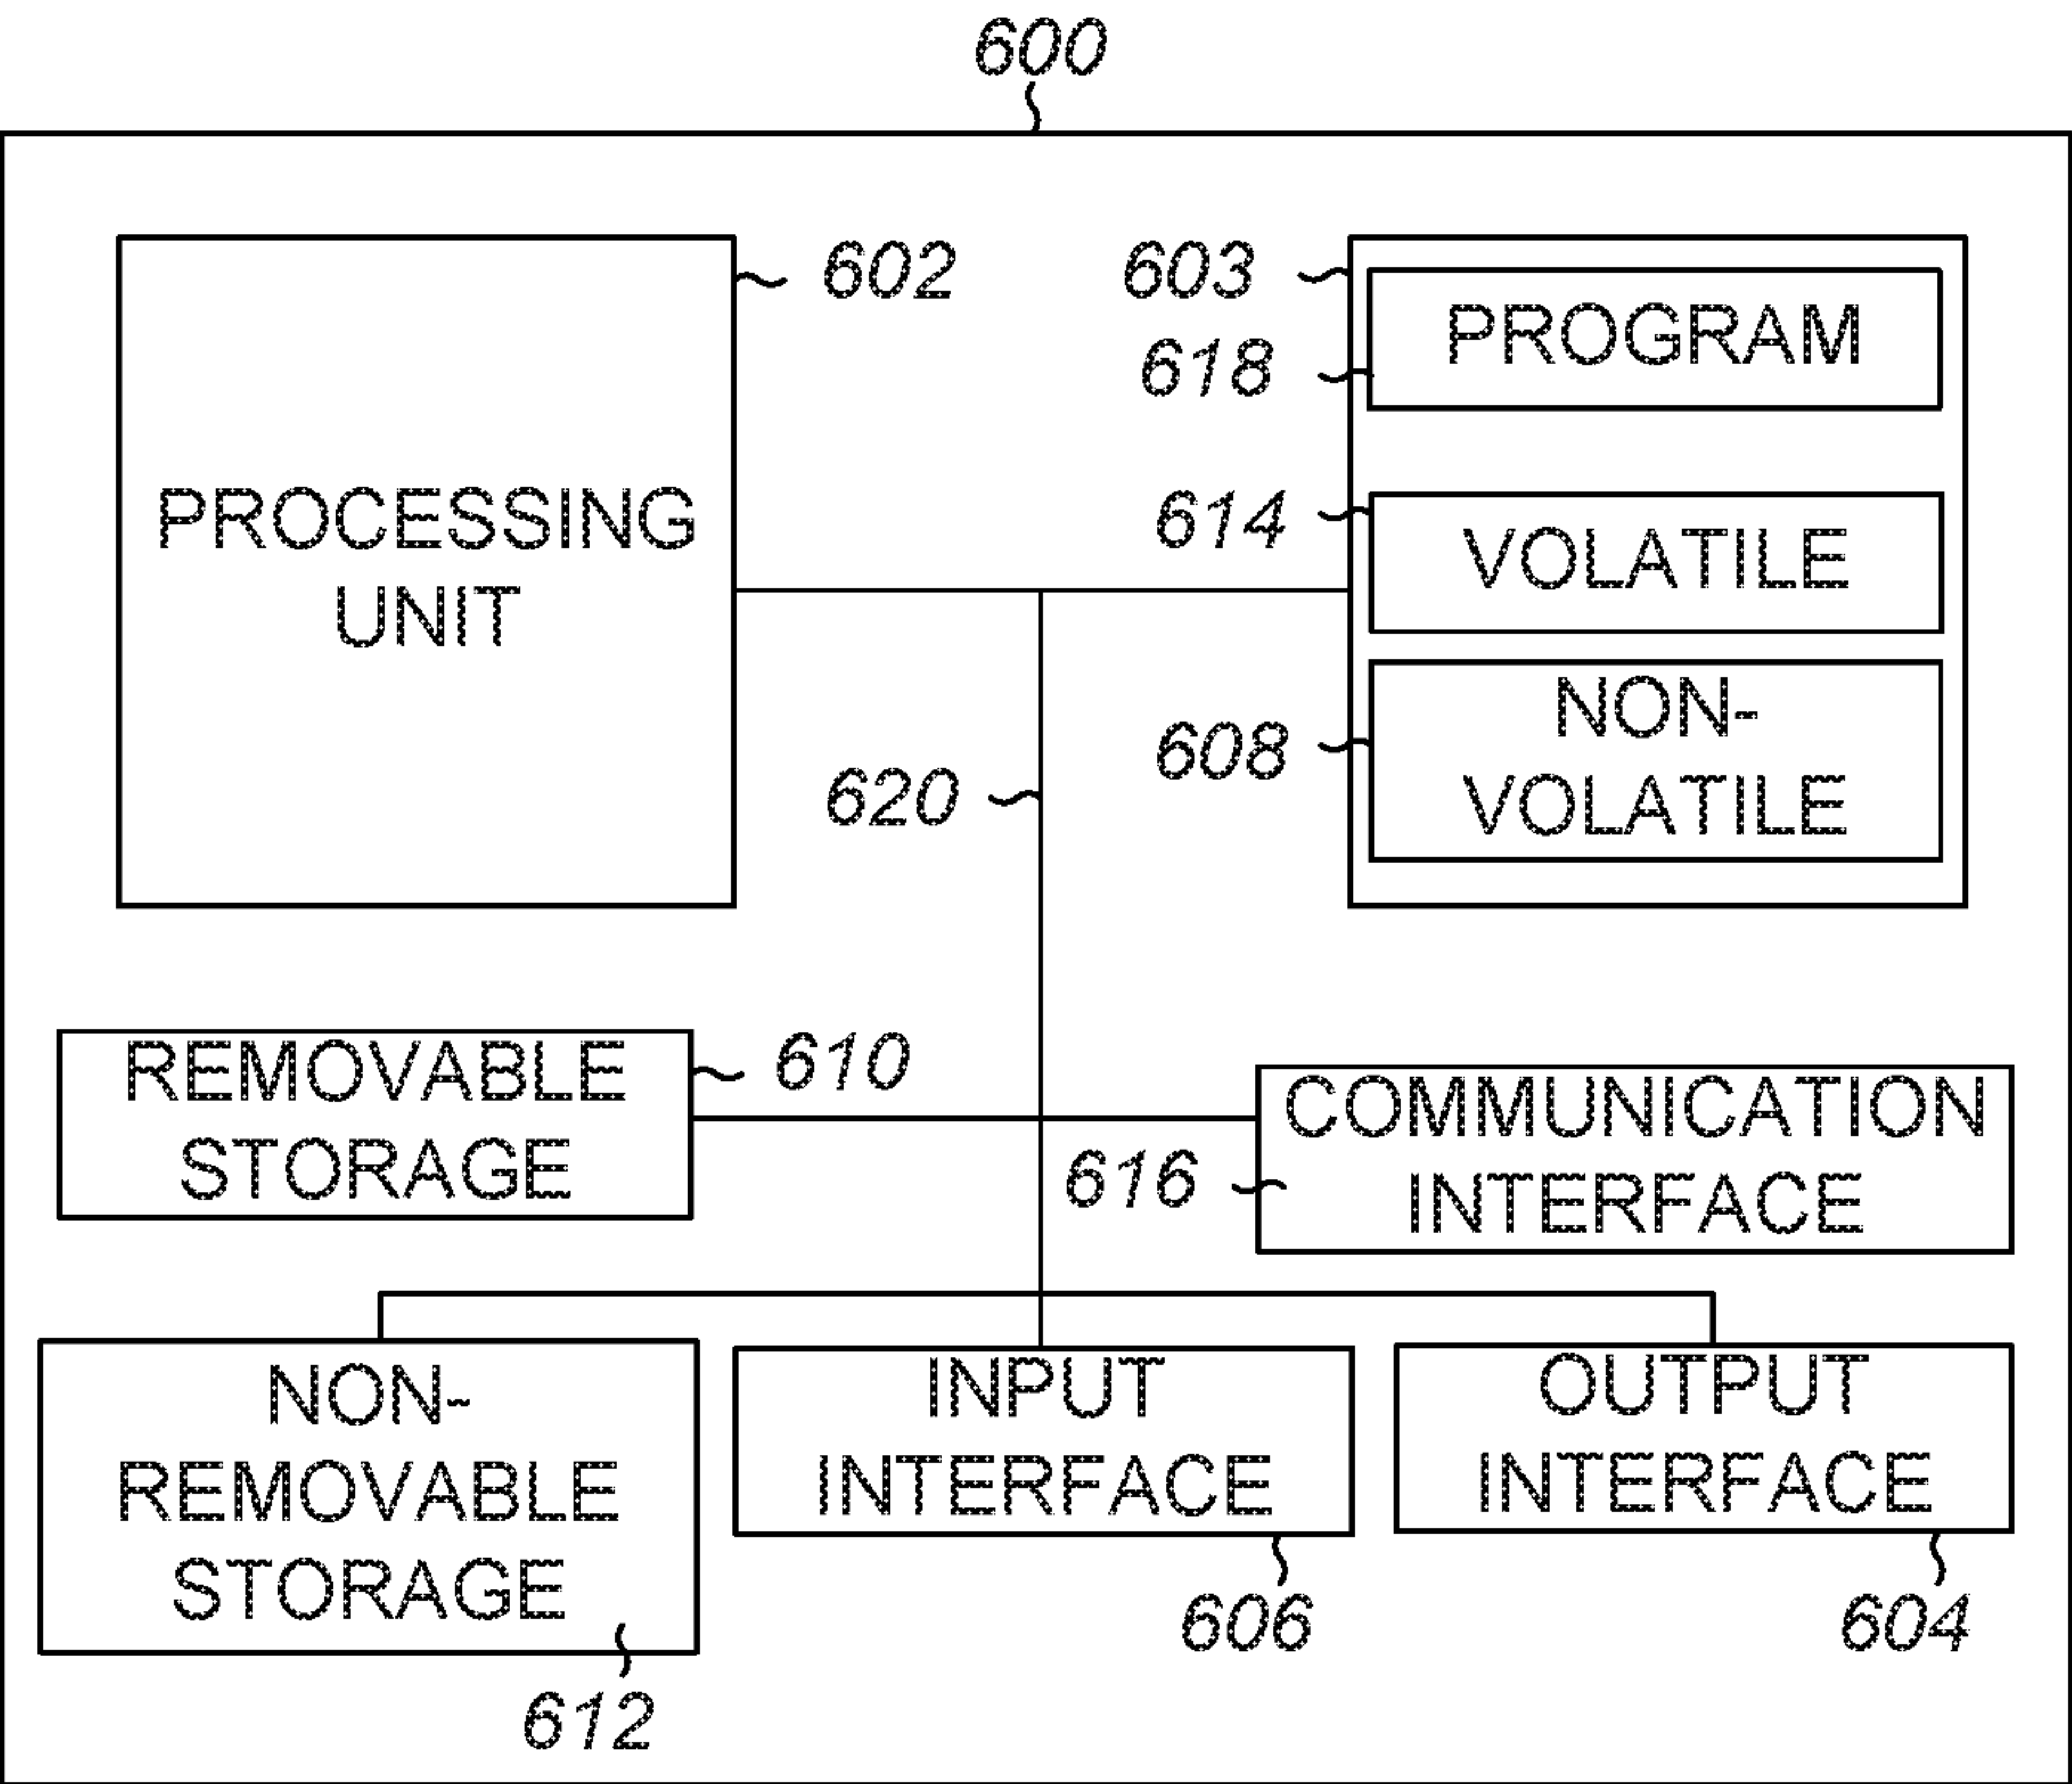 600
602
603
PROGRAM
618
PROCESSING
UNIT
614
VOLATILE
608
NON-
VOLATILE
620
REMOVABLE
STORAGE
610
COMMUNICATION
INTERFACE
616
NON-
REMOVABLE
STORAGE
612
INPUT
INTERFACE
606
OUTPUT
INTERFACE
604